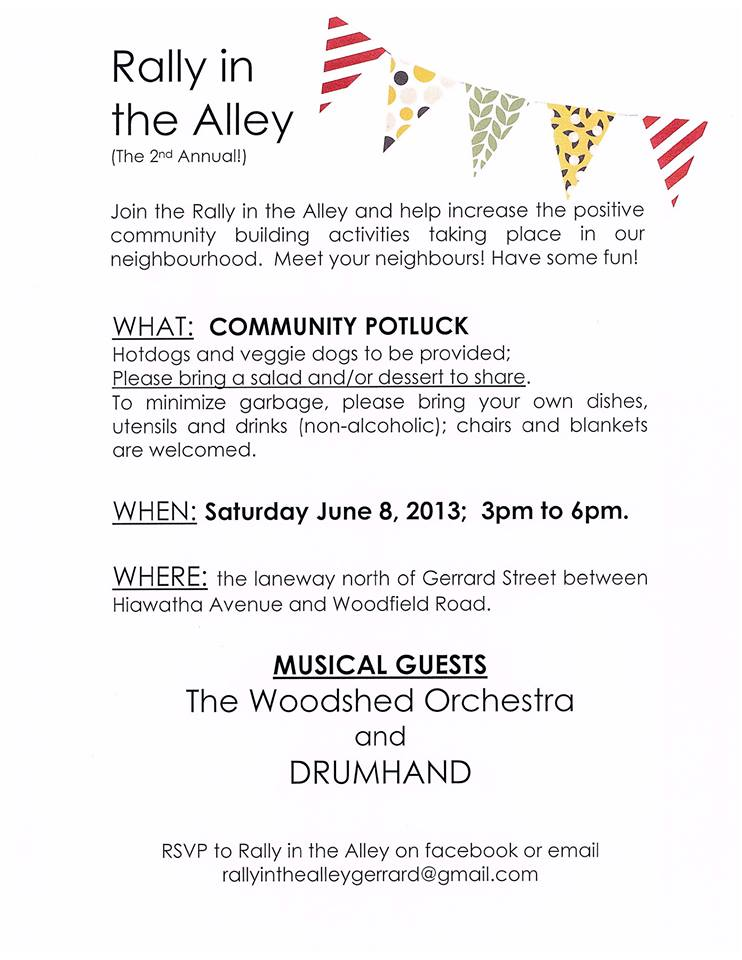 Rally in
the Alley
(The 2nd Annual!)
Join the Rally in the Alley and help increase the positive
community building activities taking place in our
neighbourhood. Meet your neighbours! Have some fun!
WHAT: COMMUNITY POTLUCK
Hotdogs and veggie dogs to be provided;
Please bring a salad and/or dessert to share.
To minimize garbage, please bring your own dishes,
utensils and drinks (non-alcoholic); chairs and blankets
are welcomed.
WHEN: Saturday June 8, 2013; 3pm to 6pm.
WHERE: the laneway north of Gerrard Street between
Hiawatha Avenue and Woodfield Road.
MUSICAL GUESTS
The Woodshed Orchestra
and
DRUMHAND
RSVP to Rally in the Alley on facebook or email
rallyinthealleygerrard@gmail.com